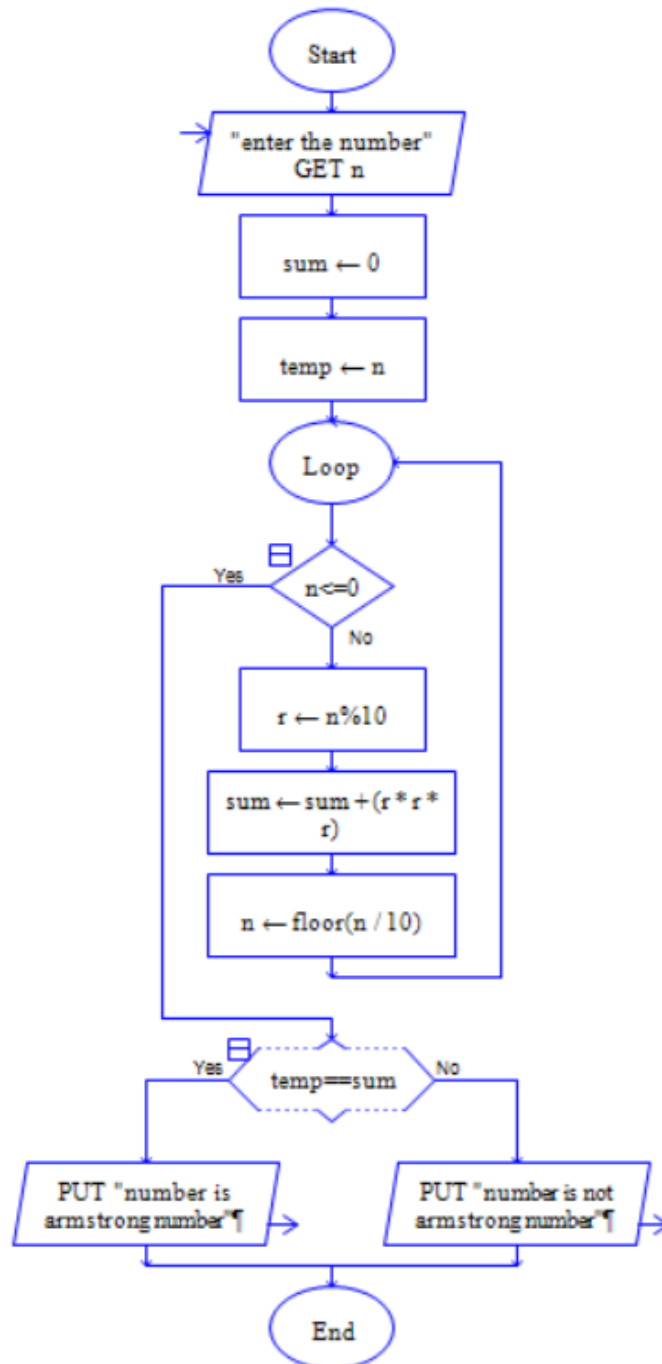 Start
"enter the number"
GET n
sum ← 0
temp ← n
Loop
Yes
n<=0
No
r ← n%10
sum ← sum + (r * r *
r)
n ← floor(n / 10)
Yes
temp==sum
No
PUT "number is
armstrong number"¶
PUT "number is not
armstrong number"¶
End